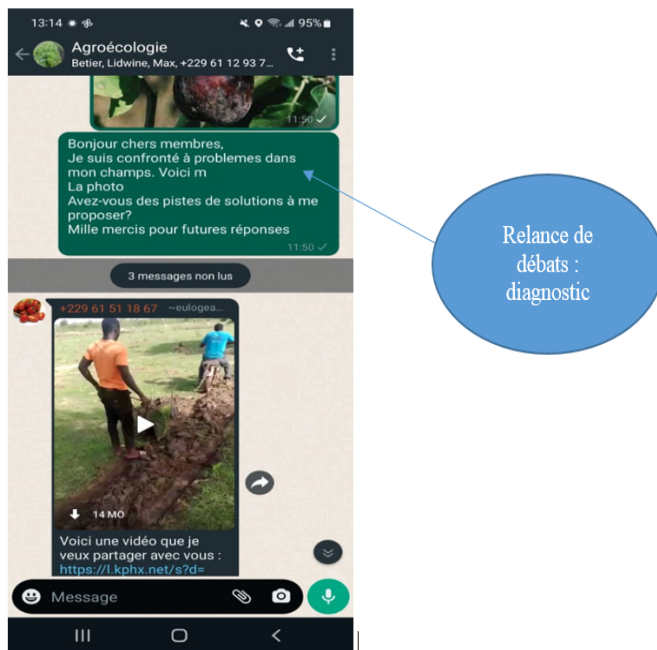 13:14
95%
Agroécologie
Betier, Lidwine, Max, +229 61 12 93 7...
11:50
Bonjour chers membres,
Je suis confronté à problemes dans
mon champs. Voici m
La photo
Avez-vous des pistes de solutions à me
proposer?
Mille mercis pour futures réponses
11:50
3 messages non lus
+229 61 51 18 67 ~eulogea...
14 MO
Voici une vidéo que je
veux partager avec vous :
https://l.kphx.net/s?d=
Message
Relance de
débats :
diagnostic